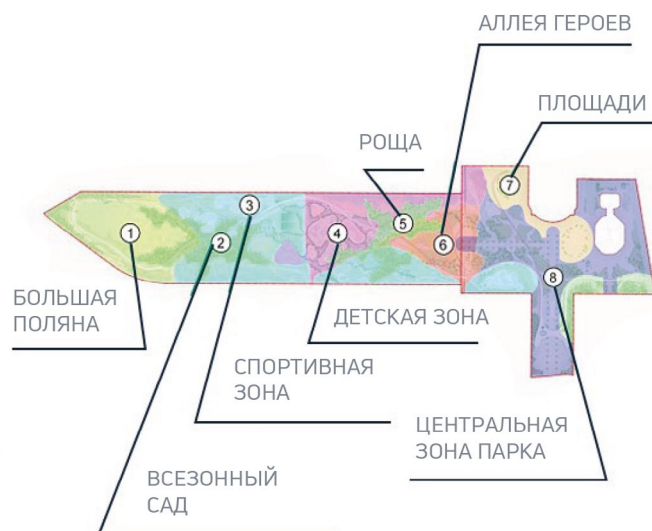 АЛЛЕЯ ГЕРОЕВ
ПЛОЩАДИ
РОЩА
7
3
5
1
2
4
6
8
БОЛЬШАЯ
ПОЛЯНА
ДЕТСКАЯ ЗОНА
СПОРТИВНАЯ
ЗОНА
ЦЕНТРАЛЬНАЯ
ЗОНА ПАРКА
ВСЕЗОННЫЙ
САД